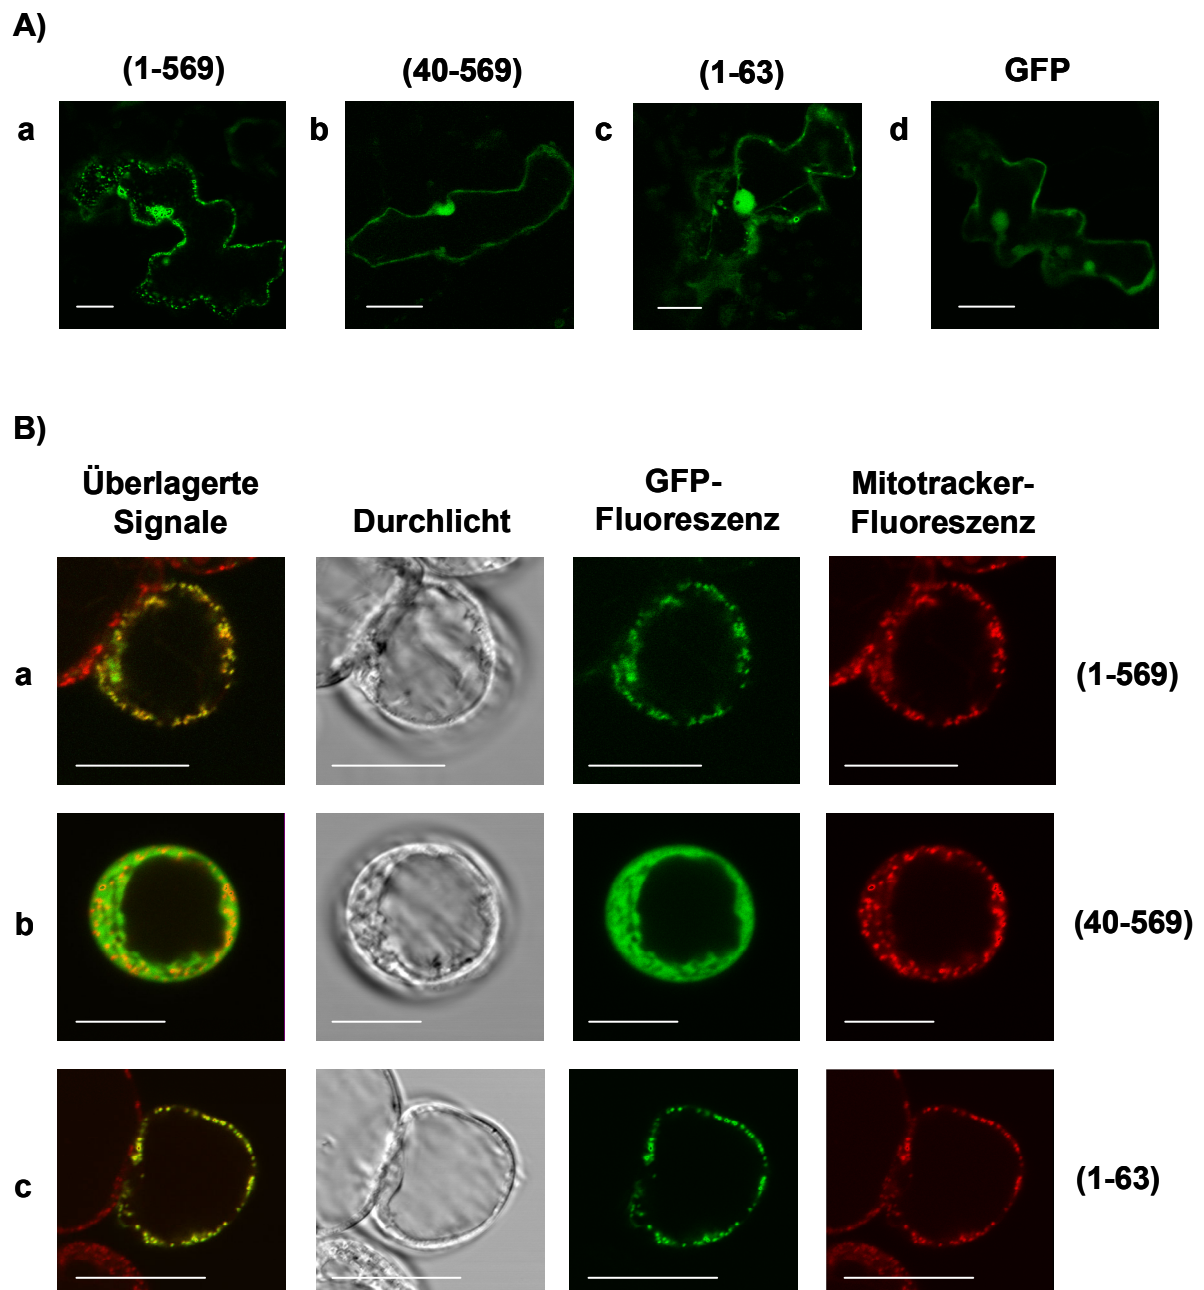 A)
(1-569) (40-569) (1-63) GFP
a b c d
B)
Überlagerte
Signale
Durchlicht
GFP-
Fluoreszenz
Mitotracker-
Fluoreszenz
a (1-569)
b (40-569)
c (1-63)